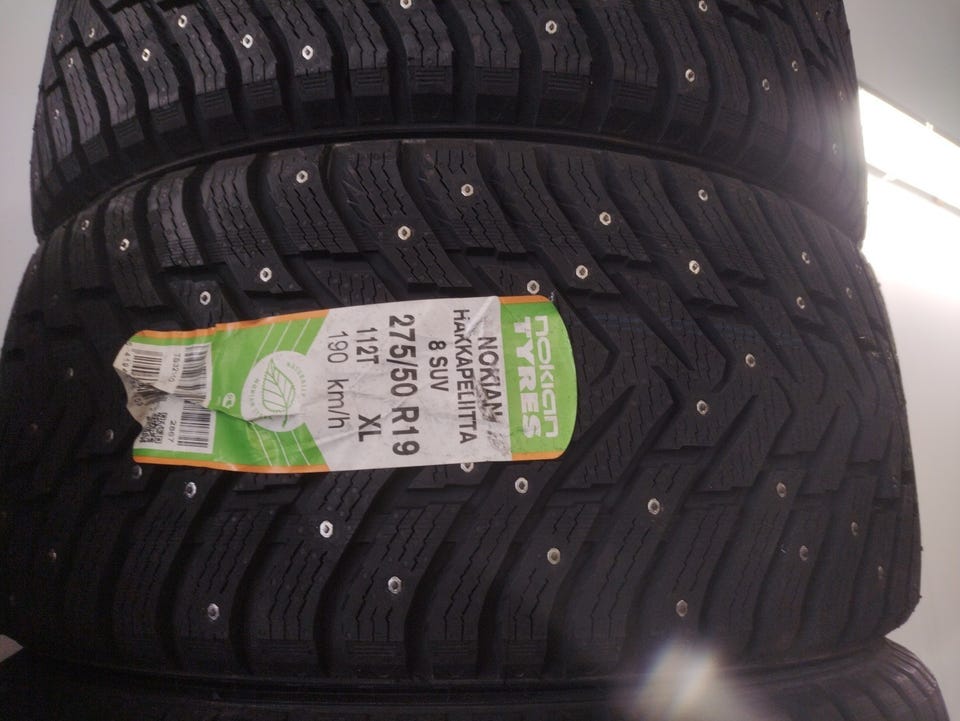 nokian
TYRES
NOKIAN
HAKKAPELIITTA
8 SUV
275/50 R19
112T XL
190 km/h